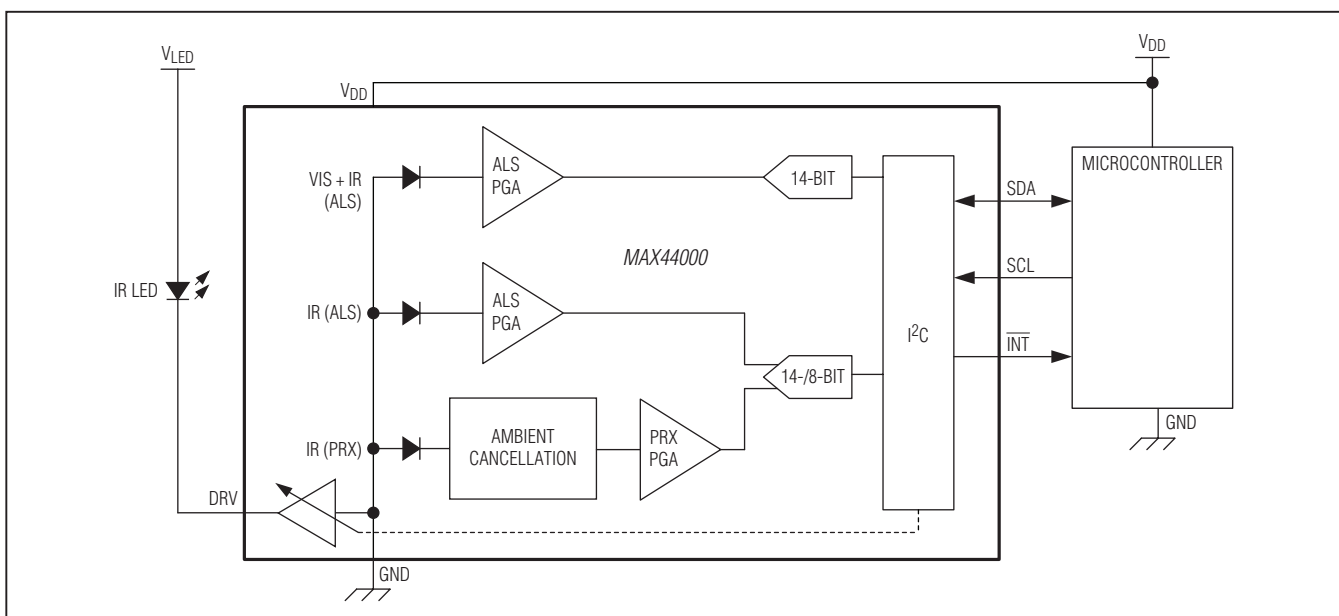 VLED
VDD
VDD
VIS + IR
(ALS)
ALS
PGA
14-BIT
MICROCONTROLLER
SDA
MAX44000
SCL
IR LED
IR (ALS)
ALS
PGA
I²C
INT
14-/8-BIT
GND
IR (PRX)
AMBIENT
CANCELLATION
PRX
PGA
DRV
GND